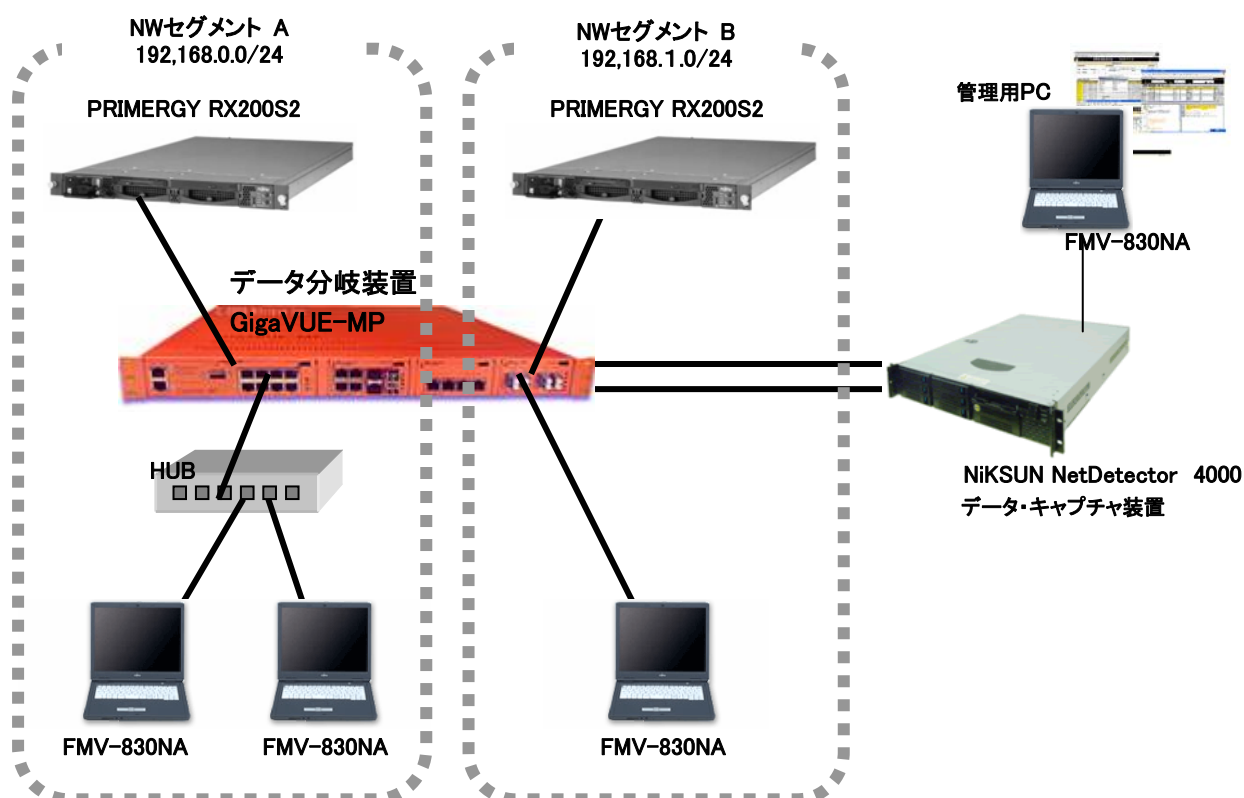 NWセグメント A
192,168.0.0/24
PRIMERGY RX200S2
NWセグメント B
192,168.1.0/24
PRIMERGY RX200S2
管理用PC
FMV-830NA
データ分岐装置
GigaVUE-MP
HUB
NiKSUN NetDetector 4000
データ・キャプチャ装置
FMV-830NA
FMV-830NA
FMV-830NA